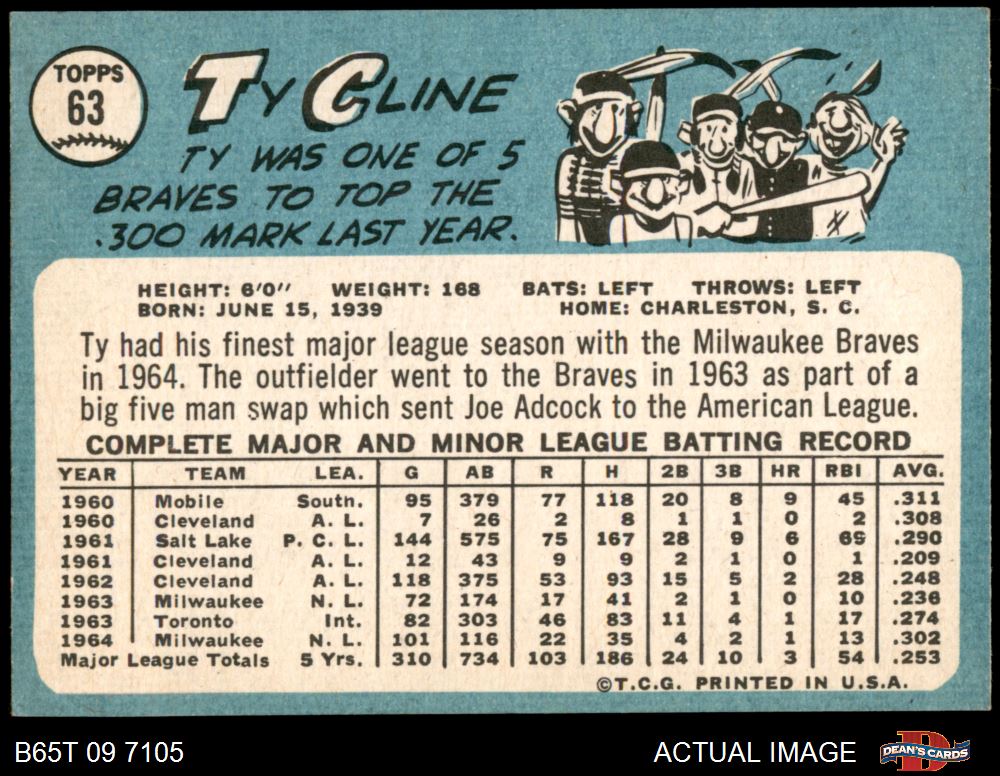 TOPPS
63
TY CLINE
TY WAS ONE OF 5
BRAVES TO TOP THE
.300 MARK LAST YEAR.
HEIGHT: 6'0" WEIGHT: 168 BATS: LEFT THROWS: LEFT
BORN: JUNE 15, 1939 HOME: CHARLESTON, S. C.
Ty had his finest major league season with the Milwaukee Braves
in 1964. The outfielder went to the Braves in 1963 as part of a
big five man swap which sent Joe Adcock to the American League.
COMPLETE MAJOR AND MINOR LEAGUE BATTING RECORD
YEAR TEAM LEA. G AB R H 2B 3B HR RBI AVG.
1960 Mobile South. 95 379 77 118 20 8 9 45 .311
1960 Cleveland A. L. 7 26 2 8 1 1 0 2 .308
1961 Salt Lake P. C. L. 144 575 75 167 28 9 6 69 .290
1961 Cleveland A. L. 12 43 9 9 2 1 0 1 .209
1962 Cleveland A. L. 118 375 53 93 15 5 2 28 .248
1963 Milwaukee N. L. 72 174 17 41 2 1 0 10 .236
1963 Toronto Int. 82 303 46 83 11 4 1 17 .274
1964 Milwaukee N. L. 101 116 22 35 4 2 1 13 .302
Major League Totals 5 Yrs. 310 734 103 186 24 10 3 54 .253
©T.C.G. PRINTED IN U.S.A.
B65T 09 7105 ACTUAL IMAGE DEAN'S CARDS